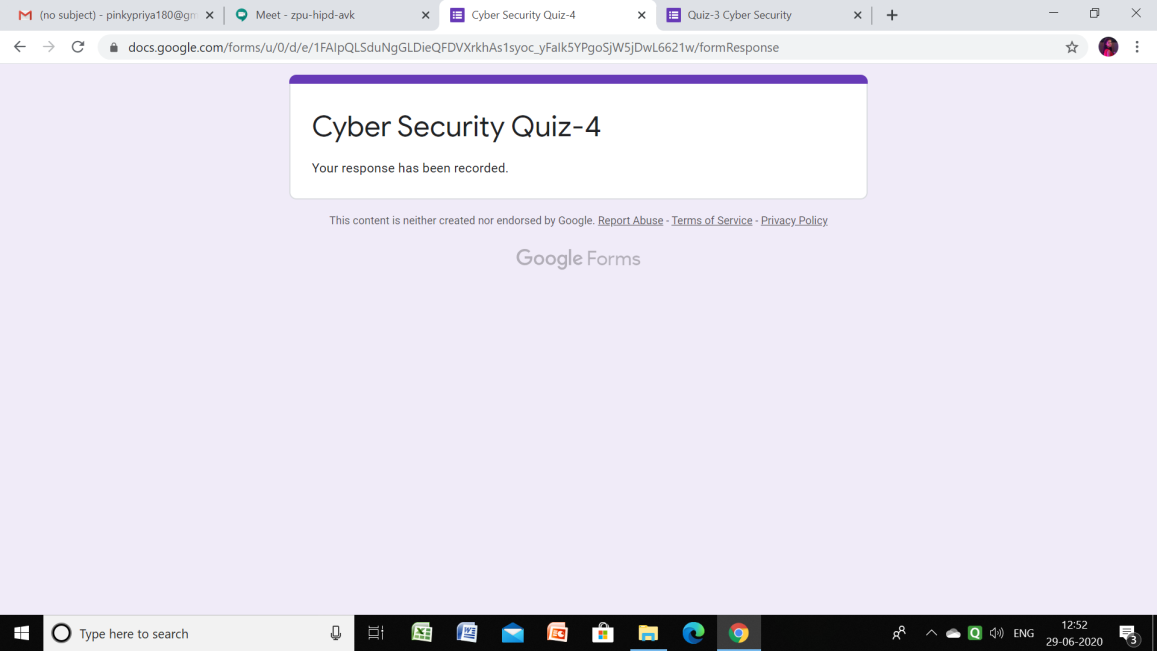 (no subject) - pinkypriya180@gm
Meet - zpu-hipd-avk
Cyber Security Quiz-4
Quiz-3 Cyber Security
docs.google.com/forms/u/0/d/e/1FAIpQLSduNgGLDieQFDVXrkhAs1syoc_yFaIk5YPgoSjW5jDwL6621w/formResponse
Cyber Security Quiz-4
Your response has been recorded.
This content is neither created nor endorsed by Google. Report Abuse - Terms of Service - Privacy Policy
Google Forms
Type here to search
ENG
12:52
29-06-2020
3